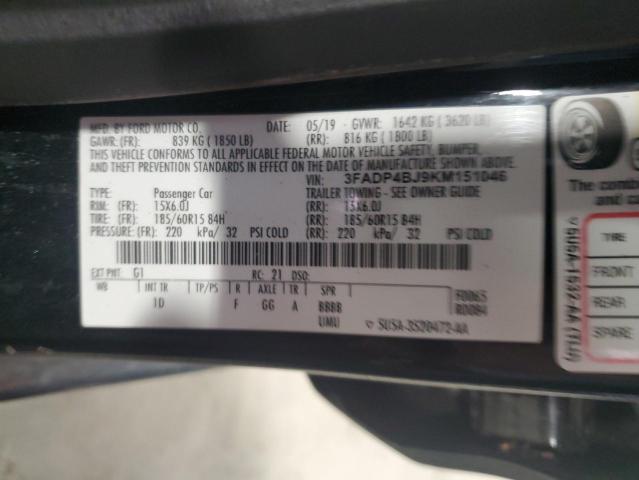 MFD. BY FORD MOTOR CO. DATE: 05/19 GVWR: 1642 KG ( 3620 LB)
GAWR: (FR): 839 KG ( 1850 LB) (RR): 816 KG ( 1800 LB)
THIS VEHICLE CONFORMS TO ALL APPLICABLE FEDERAL MOTOR VEHICLE SAFETY, BUMPER,
AND THEFT PREVENTION STANDARDS IN EFFECT ON THE DATE OF MANUFACTURE SHOWN ABOVE.
VIN: 3FADP4BJ9KM151046
TYPE: Passenger Car TRAILER TOWING - SEE OWNER GUIDE
RIM: (FR): 15X6.0J (RR): 15X6.0J
TIRE: (FR): 185/60R15 84H (RR): 185/60R15 84H
PRESSURE: (FR): 220 kPa/ 32 PSI COLD (RR): 220 kPa/ 32 PSI COLD
EXT PNT: G1 RC: 21 DSO:
WB INT TR TP/PS R AXLE TR SPR F0065
1D F GG A BBBB R0084
UMU 5U5A-3520472-AA
The combin
TIRE
FRONT
REAR
SPARE
5U5A-1532-AA (TUG)